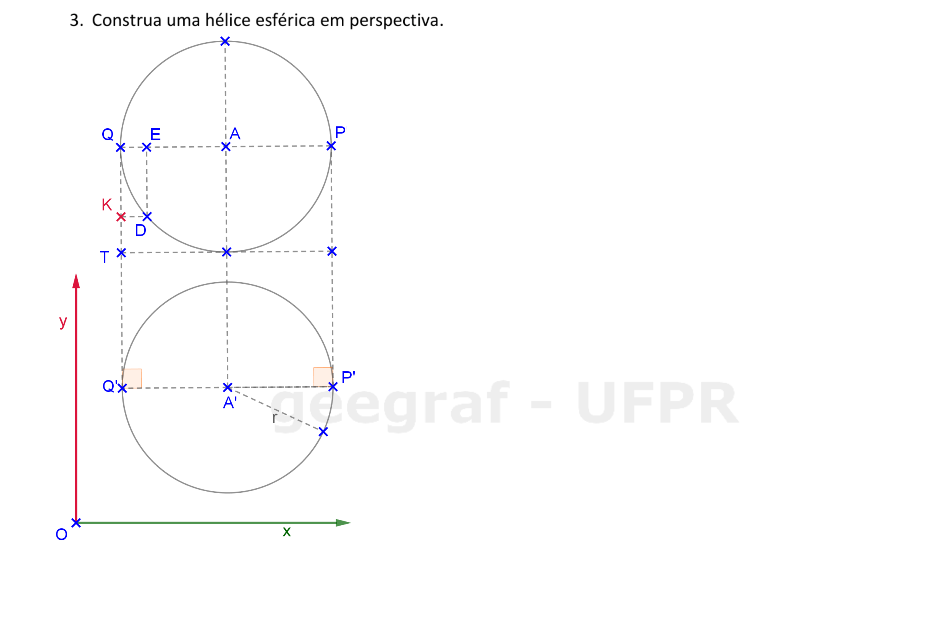 3. Construa uma hélice esférica em perspectiva.
Q E A P
K
D
T
y
Q' P'
A'
r
geegraf - UFPR
O x